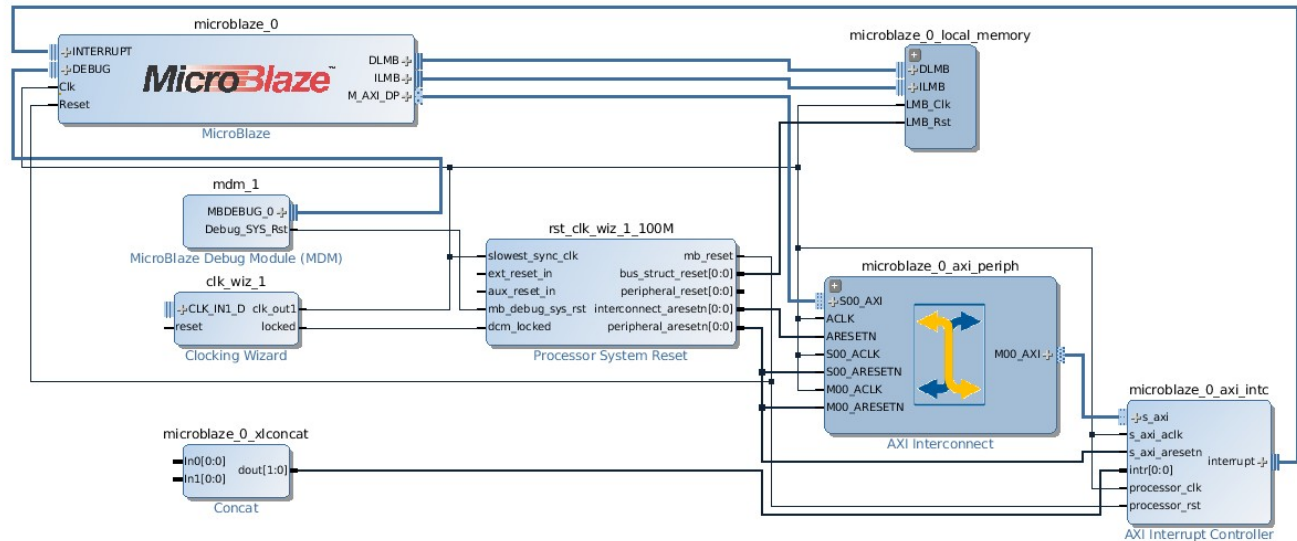 microblaze_0
INTERRUPT
DEBUG
Clk
Reset
MicroBlaze™
DLMB
ILMB
M_AXI_DP
MicroBlaze
microblaze_0_local_memory
DLMB
ILMB
LMB_Clk
LMB_Rst
mdm_1
MBDEBUG_0
Debug_SYS_Rst
MicroBlaze Debug Module (MDM)
clk_wiz_1
CLK_IN1_D
reset
clk_out1
locked
Clocking Wizard
rst_clk_wiz_1_100M
slowest_sync_clk
ext_reset_in
aux_reset_in
mb_debug_sys_rst
dcm_locked
mb_reset
bus_struct_reset[0:0]
peripheral_reset[0:0]
interconnect_aresetn[0:0]
peripheral_aresetn[0:0]
Processor System Reset
microblaze_0_axi_periph
S00_AXI
ACLK
ARESETN
S00_ACLK
S00_ARESETN
M00_ACLK
M00_ARESETN
M00_AXI
AXI Interconnect
microblaze_0_xlconcat
In0[0:0]
In1[0:0]
dout[1:0]
Concat
microblaze_0_axi_intc
s_axi
s_axi_aclk
s_axi_aresetn
intr[0:0]
processor_clk
processor_rst
interrupt
AXI Interrupt Controller